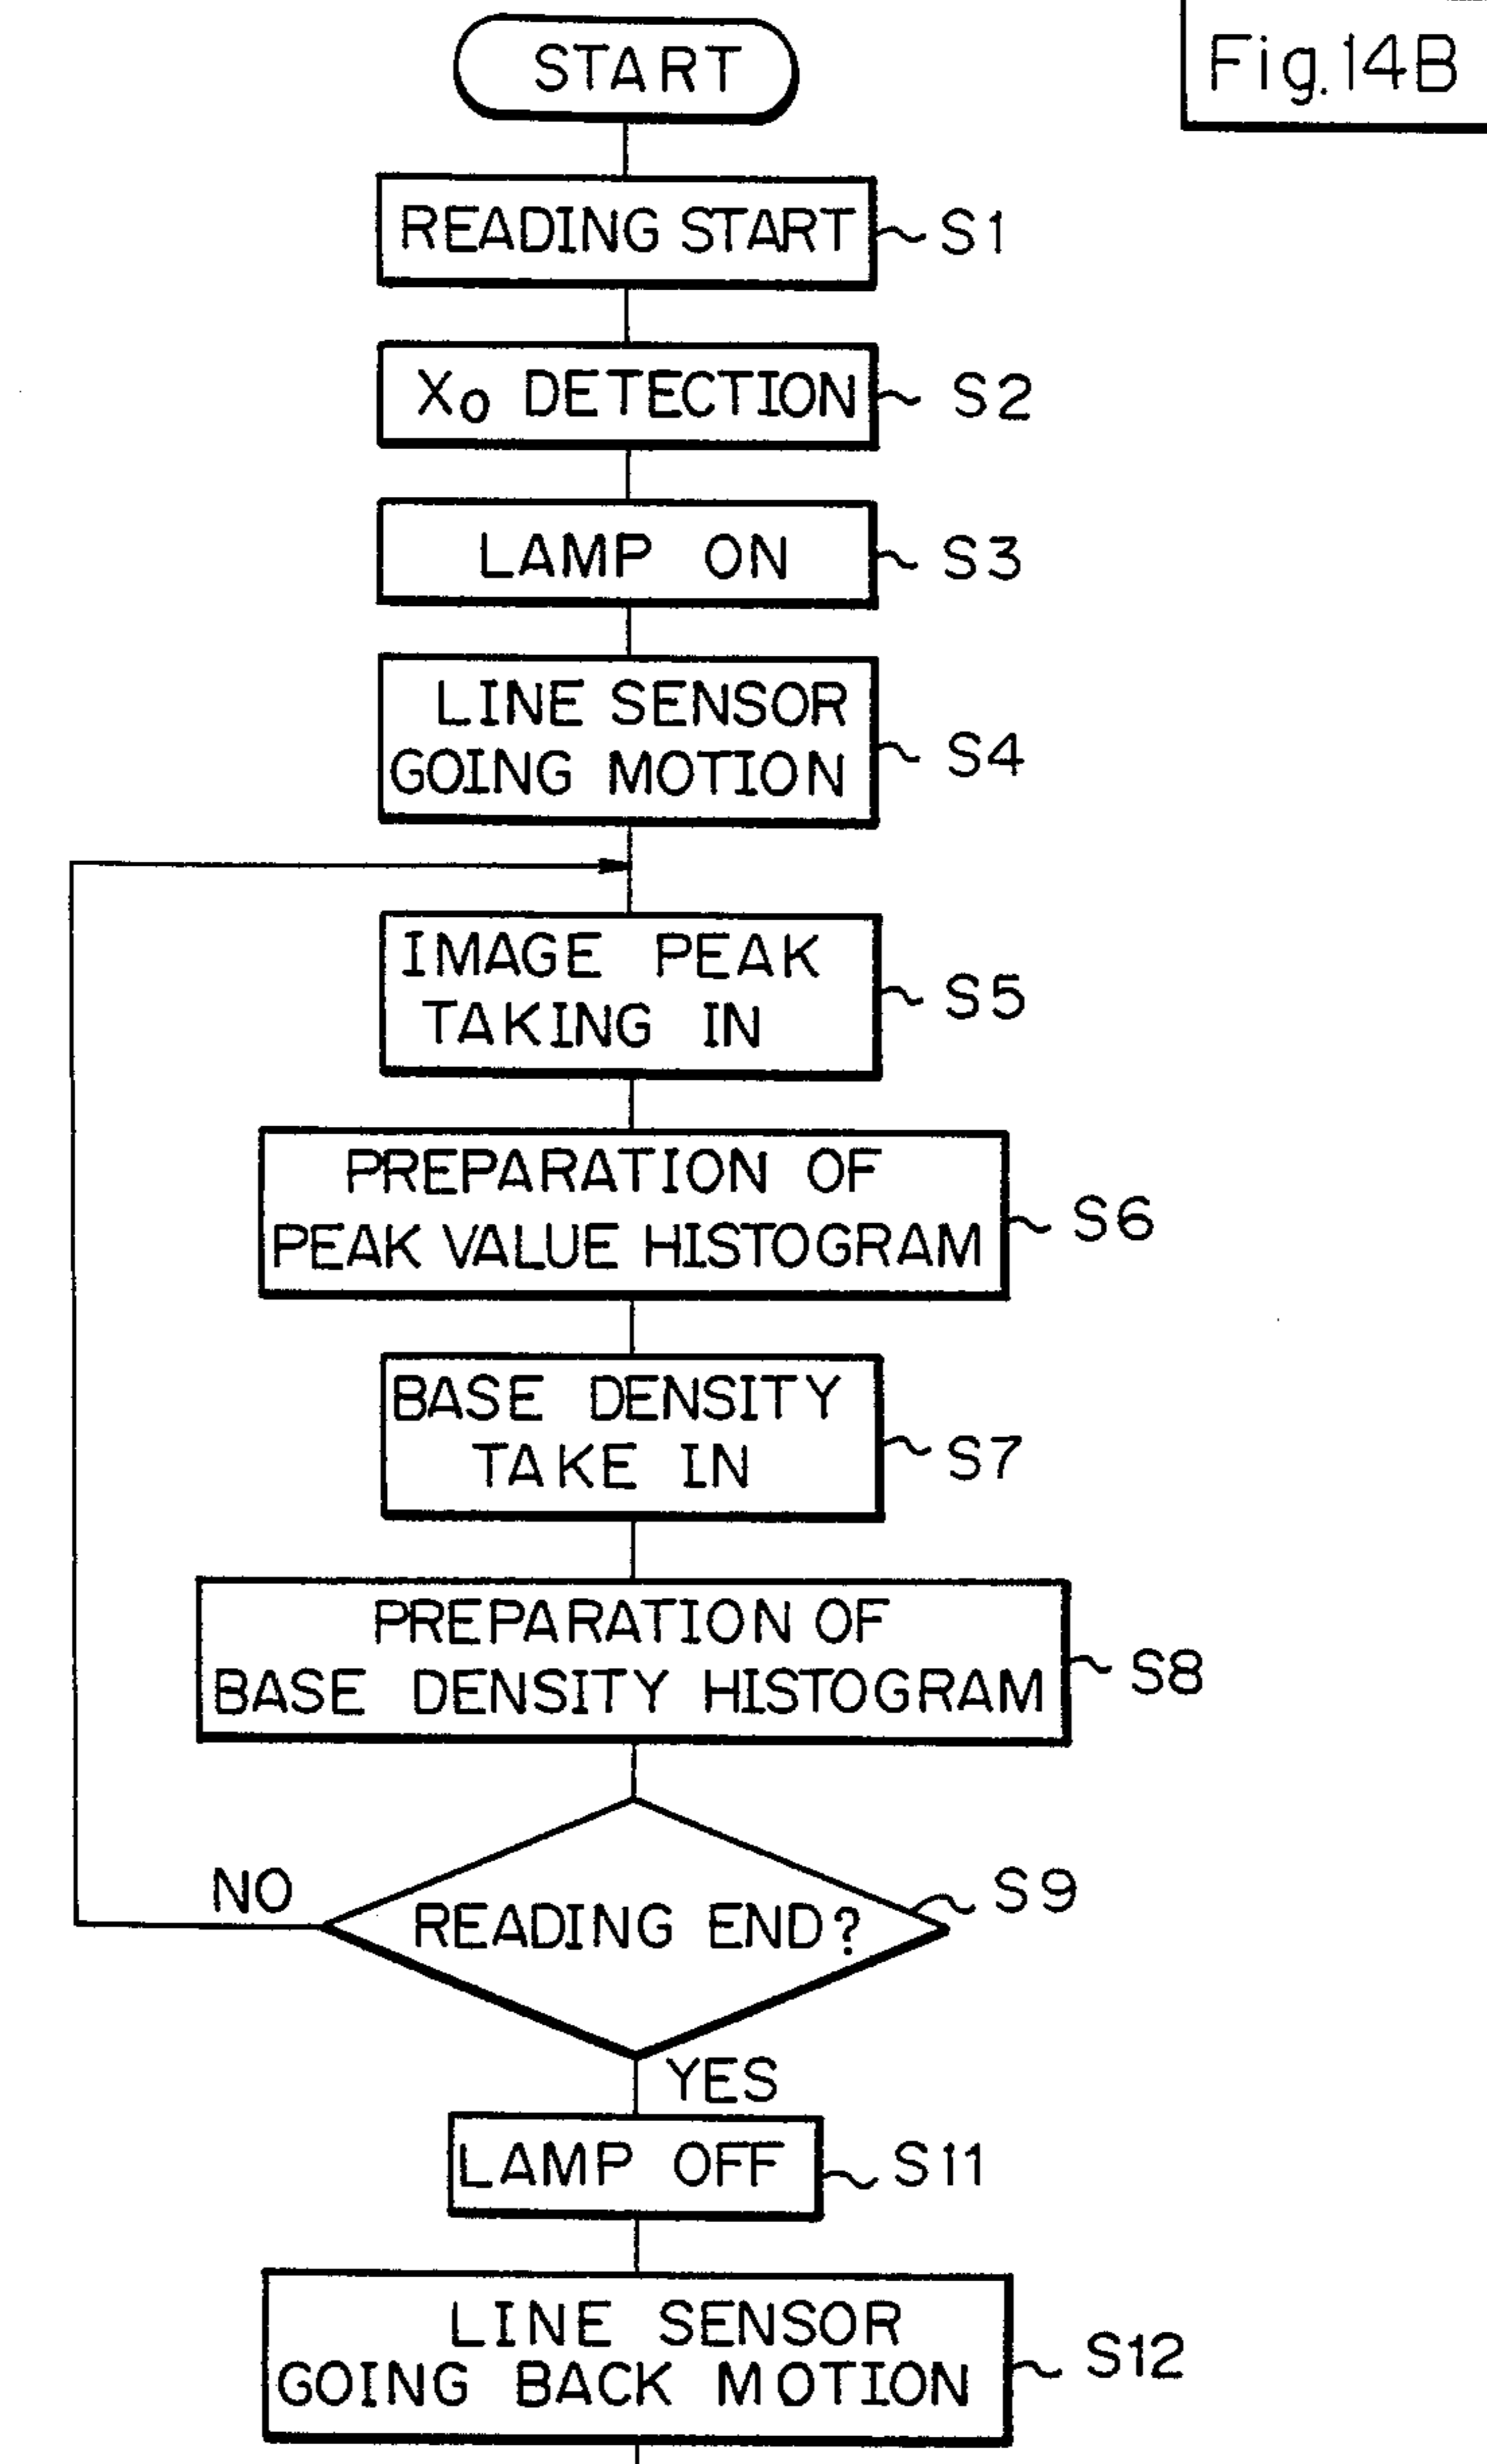 START
Fig.14B
READING START
S1
X0 DETECTION
S2
LAMP ON
S3
LINE SENSOR
GOING MOTION
S4
IMAGE PEAK
TAKING IN
S5
PREPARATION OF
PEAK VALUE HISTOGRAM
S6
BASE DENSITY
TAKE IN
S7
PREPARATION OF
BASE DENSITY HISTOGRAM
S8
NO
READING END?
S9
YES
LAMP OFF
S11
LINE SENSOR
GOING BACK MOTION
S12